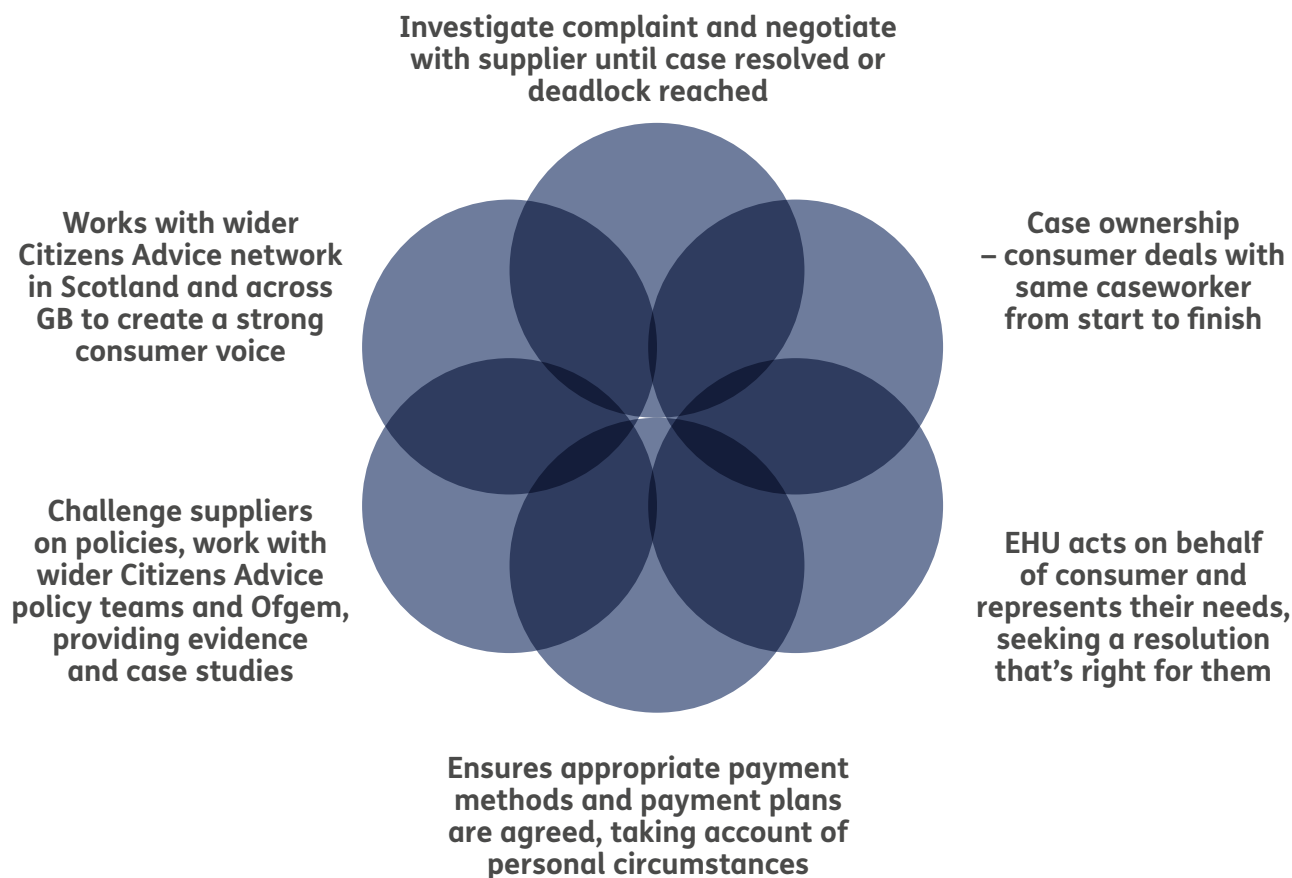 Investigate complaint and negotiate
with supplier until case resolved or
deadlock reached
Case ownership
– consumer deals with
same caseworker
from start to finish
EHU acts on behalf
of consumer and
represents their needs,
seeking a resolution
that’s right for them
Ensures appropriate payment
methods and payment plans
are agreed, taking account of
personal circumstances
Challenge suppliers
on policies, work with
wider Citizens Advice
policy teams and Ofgem,
providing evidence
and case studies
Works with wider
Citizens Advice network
in Scotland and across
GB to create a strong
consumer voice